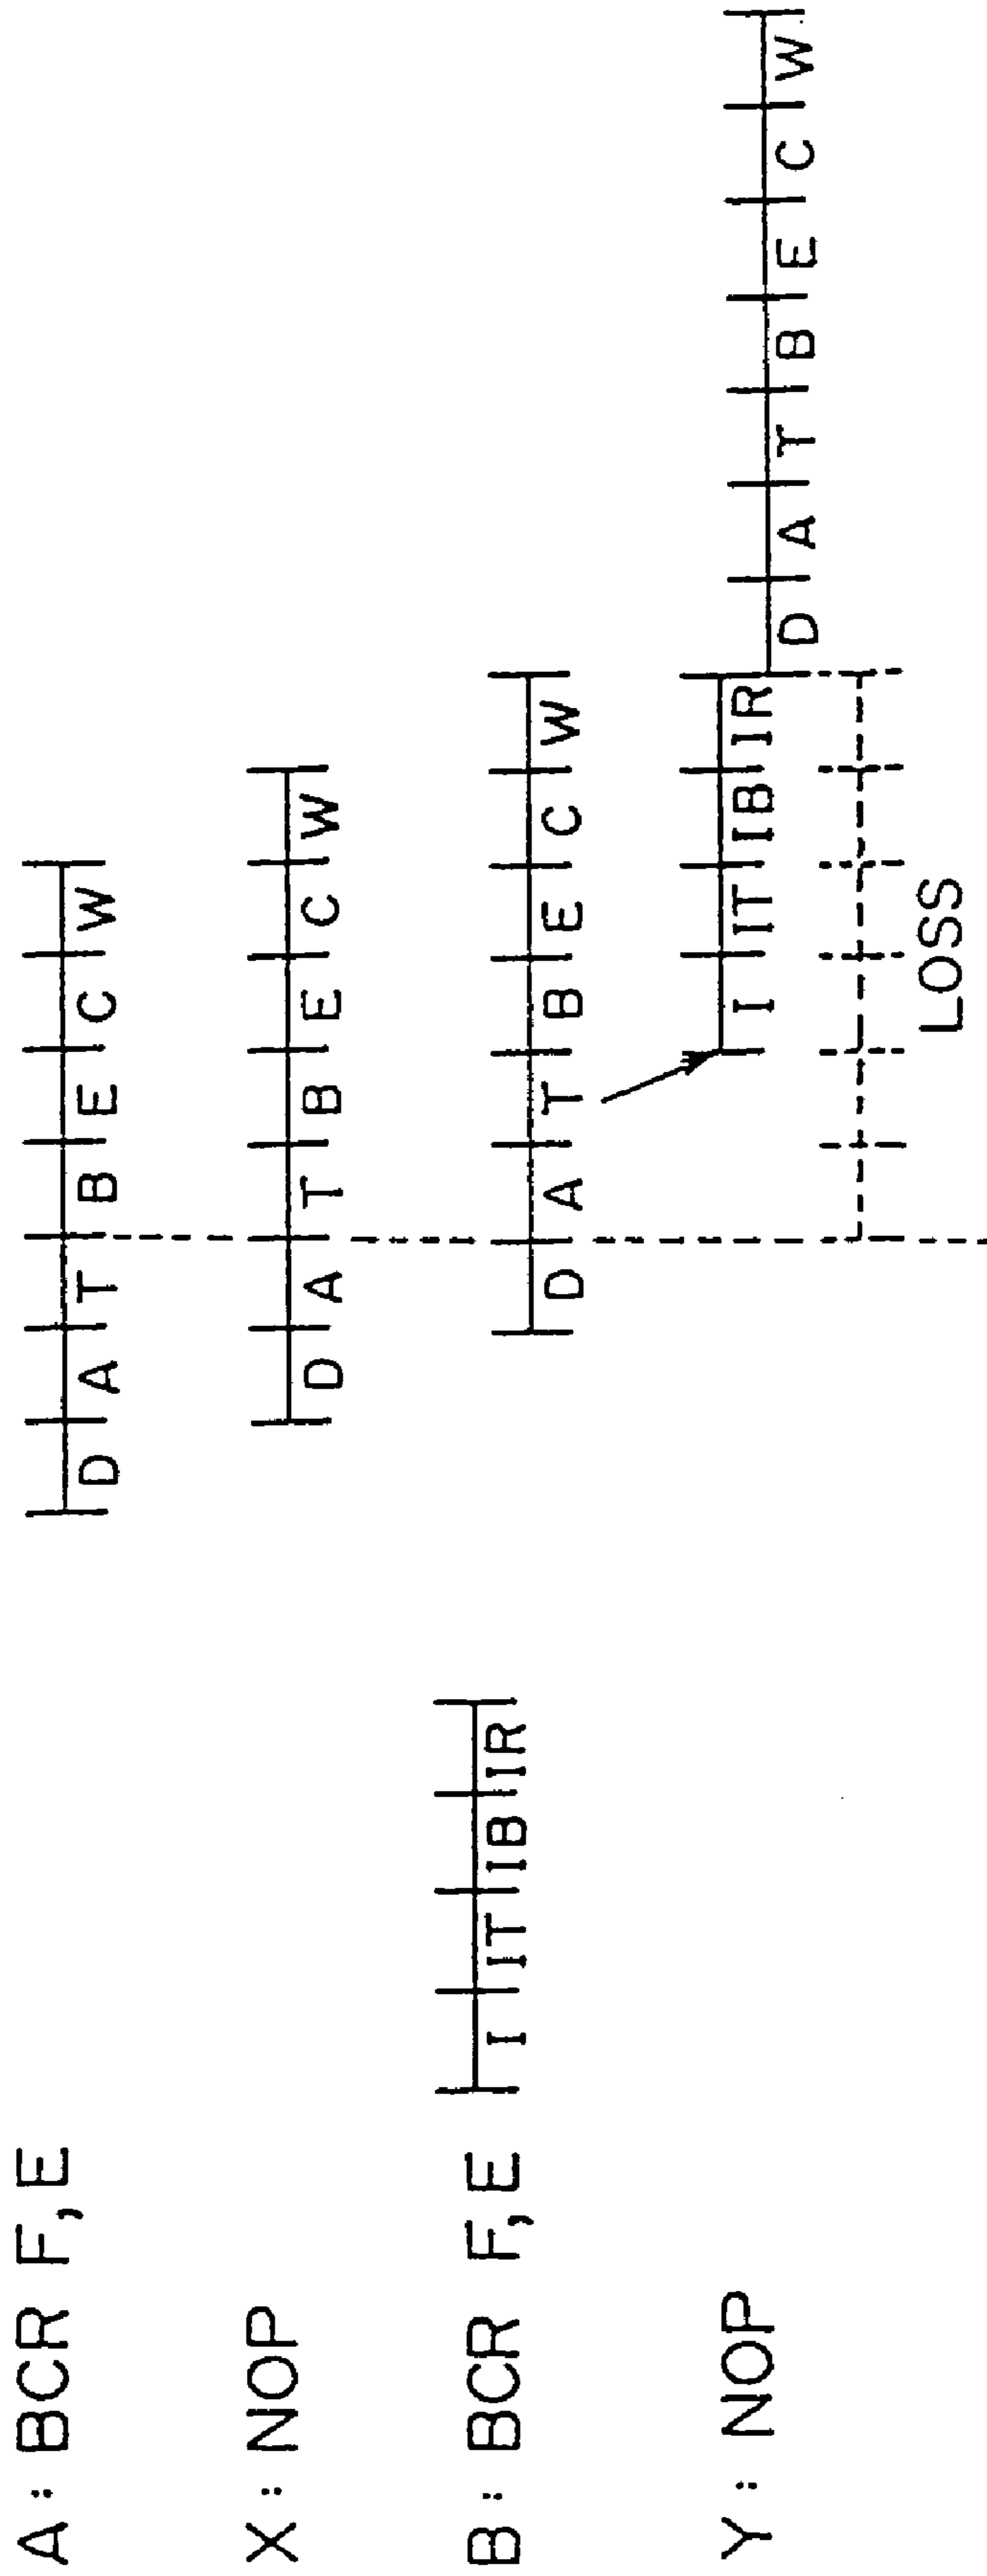 A : BCR F,E
D A T B E C W
X : NOP
D A T B E C W
B : BCR F,E
I IT IB IR
D A T B E C W
Y : NOP
I IT IB IR
D A T B E C W
LOSS